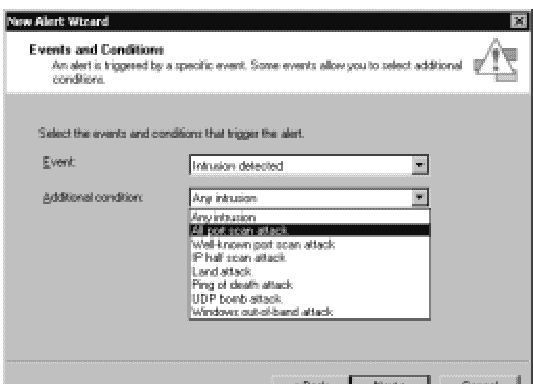 New Alert Wizard
Events and Conditions
An alert is triggered by a specific event. Some events allow you to select additional
conditions.
Select the events and conditions that trigger the alert.
Event:
Intrusion detected
Additional condition:
Any intrusion
Any intrusion
All port scan attack
Well-known port scan attack
IP half scan attack
Land attack
Ping of death attack
UDP bomb attack
Windows out-of-band attack
< Back
Next >
Cancel